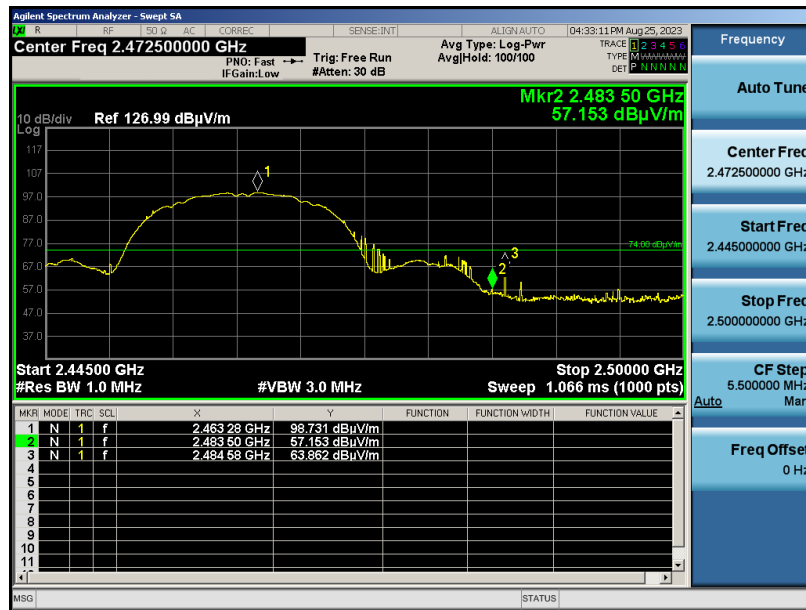 Agilent Spectrum Analyzer - Swept SA
LXI R RF 50 Ω AC CORREC SENSE:INT ALIGN AUTO 04:33:11 PM Aug 25, 2023
Center Freq 2.472500000 GHz
PNO: Fast
IFGain:Low
Trig: Free Run
#Atten: 30 dB
Avg Type: Log-Pwr
Avg|Hold: 100/100
TRACE 1 2 3 4 5 6
TYPE M
DET P N N N N N
Mkr2 2.483 50 GHz
57.153 dBµV/m
10 dB/div Ref 126.99 dBµV/m
Log
117
107
97.0
87.0
77.0
67.0
57.0
47.0
37.0
1
74.00 dBµV/m
3
2
Start 2.44500 GHz Stop 2.50000 GHz
#Res BW 1.0 MHz #VBW 3.0 MHz Sweep 1.066 ms (1000 pts)
MKR MODE TRC SCL X Y FUNCTION FUNCTION WIDTH FUNCTION VALUE
1 N 1 f 2.463 28 GHz 98.731 dBµV/m
2 N 1 f 2.483 50 GHz 57.153 dBµV/m
3 N 1 f 2.484 58 GHz 63.862 dBµV/m
4
5
6
7
8
9
10
11
MSG STATUS
Frequency
Auto Tune
Center Freq
2.472500000 GHz
Start Freq
2.445000000 GHz
Stop Freq
2.500000000 GHz
CF Step
5.500000 MHz
Auto Man
Freq Offset
0 Hz